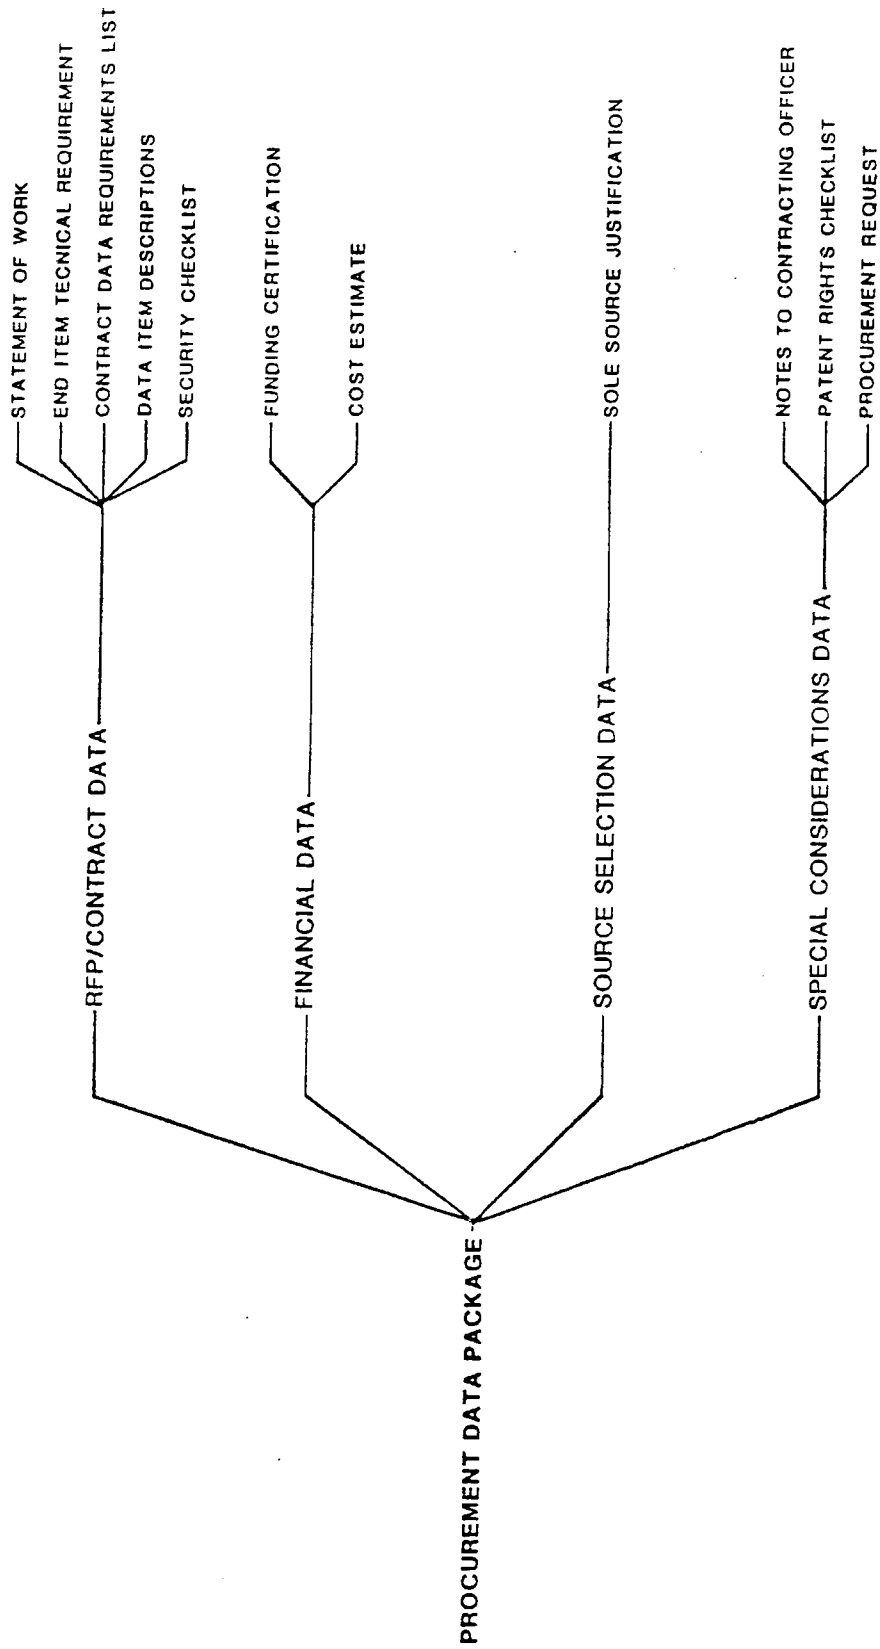 PROCUREMENT DATA PACKAGE
RFP/CONTRACT DATA
STATEMENT OF WORK
END ITEM TECNICAL REQUIREMENT
CONTRACT DATA REQUIREMENTS LIST
DATA ITEM DESCRIPTIONS
SECURITY CHECKLIST
FINANCIAL DATA
FUNDING CERTIFICATION
COST ESTIMATE
SOURCE SELECTION DATA
SOLE SOURCE JUSTIFICATION
SPECIAL CONSIDERATIONS DATA
NOTES TO CONTRACTING OFFICER
PATENT RIGHTS CHECKLIST
PROCUREMENT REQUEST